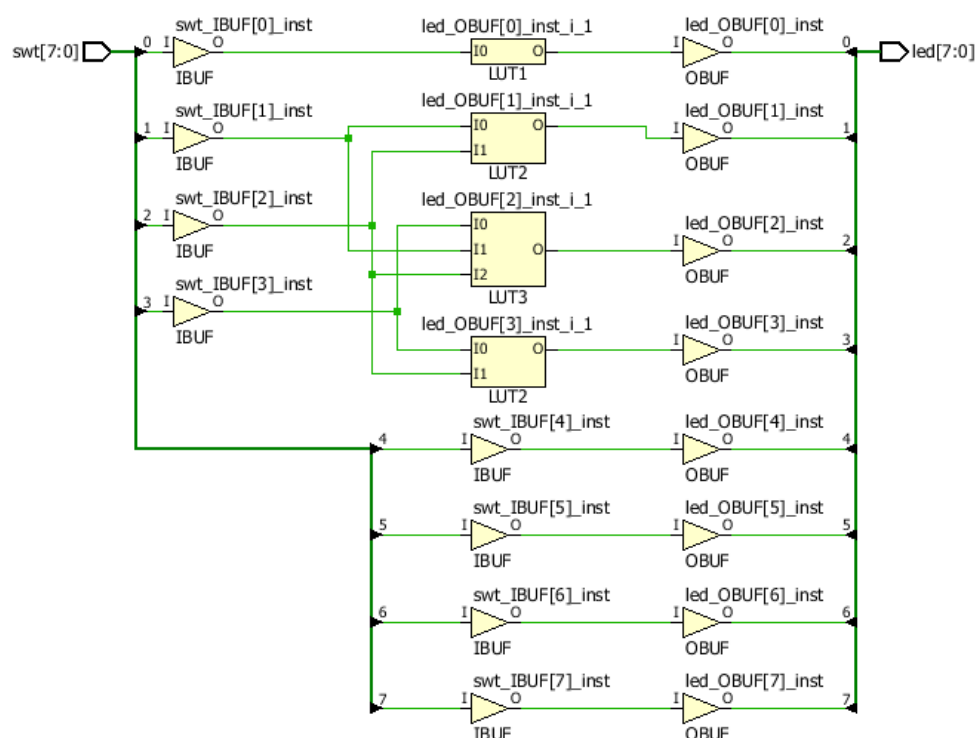 swt_IBUF[0]_inst led_OBUF[0]_inst_i_1 led_OBUF[0]_inst
swt[7:0] 0 I O I0 O I O 0 led[7:0]
IBUF LUT1 OBUF
swt_IBUF[1]_inst led_OBUF[1]_inst_i_1 led_OBUF[1]_inst
1 I O I0 O I O 1
IBUF I1 OBUF
LUT2
swt_IBUF[2]_inst led_OBUF[2]_inst_i_1 led_OBUF[2]_inst
2 I O I0
IBUF I1 O I O 2
I2 OBUF
swt_IBUF[3]_inst LUT3
3 I O led_OBUF[3]_inst_i_1 led_OBUF[3]_inst
IBUF I0 O I O 3
I1 OBUF
LUT2
swt_IBUF[4]_inst led_OBUF[4]_inst
4 I O I O 4
IBUF OBUF
swt_IBUF[5]_inst led_OBUF[5]_inst
5 I O I O 5
IBUF OBUF
swt_IBUF[6]_inst led_OBUF[6]_inst
6 I O I O 6
IBUF OBUF
swt_IBUF[7]_inst led_OBUF[7]_inst
7 I O I O 7
IBUF OBUF